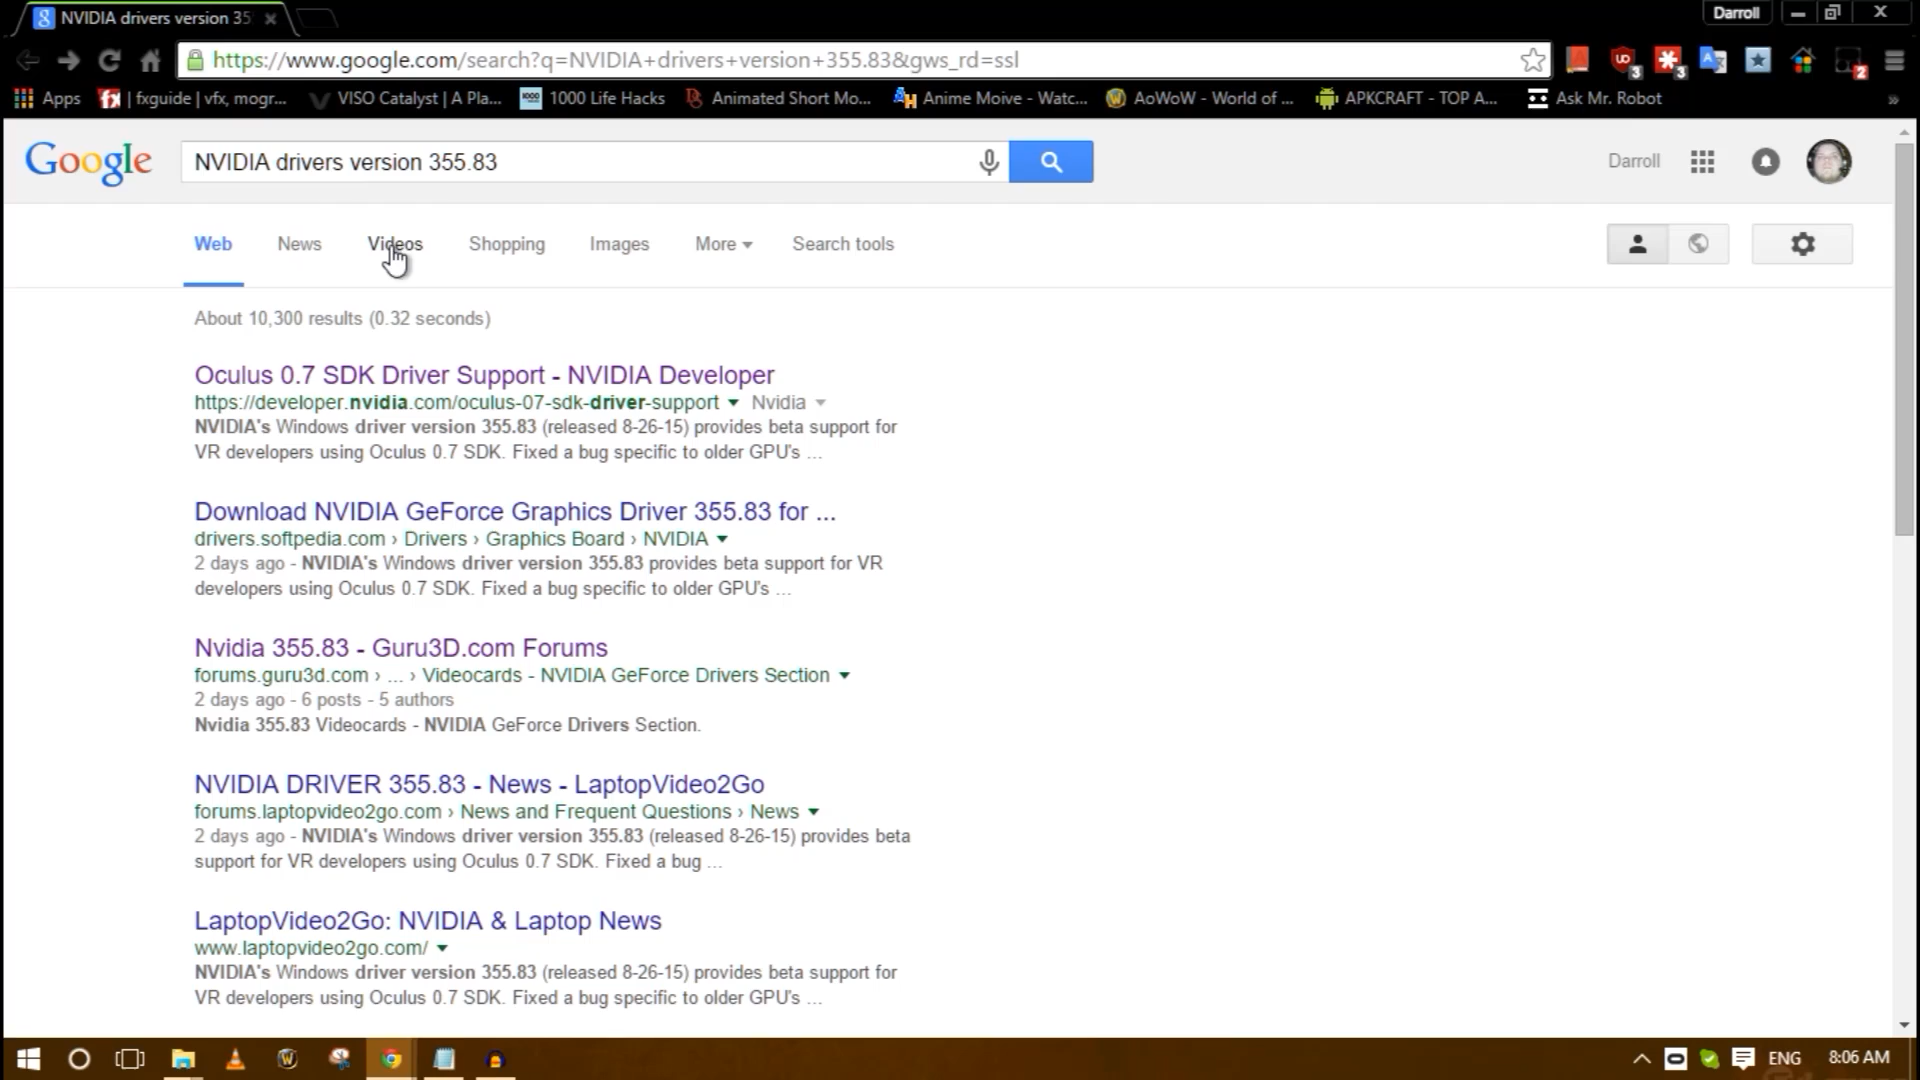 NVIDIA drivers version 35
Darroll
https://www.google.com/search?q=NVIDIA+drivers+version+355.83&gws_rd=ssl
Apps | fxguide | vfx, mogr... VISO Catalyst | A Pla... 1000 Life Hacks Animated Short Mo... Anime Moive - Watc... AoWoW - World of ... APKCRAFT - TOP A... Ask Mr. Robot »
Google NVIDIA drivers version 355.83 Darroll
Web News Videos Shopping Images More Search tools
About 10,300 results (0.32 seconds)
Oculus 0.7 SDK Driver Support - NVIDIA Developer
https://developer.nvidia.com/oculus-07-sdk-driver-support Nvidia
NVIDIA's Windows driver version 355.83 (released 8-26-15) provides beta support for
VR developers using Oculus 0.7 SDK. Fixed a bug specific to older GPU's ...
Download NVIDIA GeForce Graphics Driver 355.83 for ...
drivers.softpedia.com › Drivers › Graphics Board › NVIDIA
2 days ago - NVIDIA's Windows driver version 355.83 provides beta support for VR
developers using Oculus 0.7 SDK. Fixed a bug specific to older GPU's ...
Nvidia 355.83 - Guru3D.com Forums
forums.guru3d.com › ... › Videocards - NVIDIA GeForce Drivers Section
2 days ago - 6 posts - 5 authors
Nvidia 355.83 Videocards - NVIDIA GeForce Drivers Section.
NVIDIA DRIVER 355.83 - News - LaptopVideo2Go
forums.laptopvideo2go.com › News and Frequent Questions › News
2 days ago - NVIDIA's Windows driver version 355.83 (released 8-26-15) provides beta
support for VR developers using Oculus 0.7 SDK. Fixed a bug ...
LaptopVideo2Go: NVIDIA & Laptop News
www.laptopvideo2go.com/
NVIDIA's Windows driver version 355.83 (released 8-26-15) provides beta support for
VR developers using Oculus 0.7 SDK. Fixed a bug specific to older GPU's ...
ENG 8:06 AM